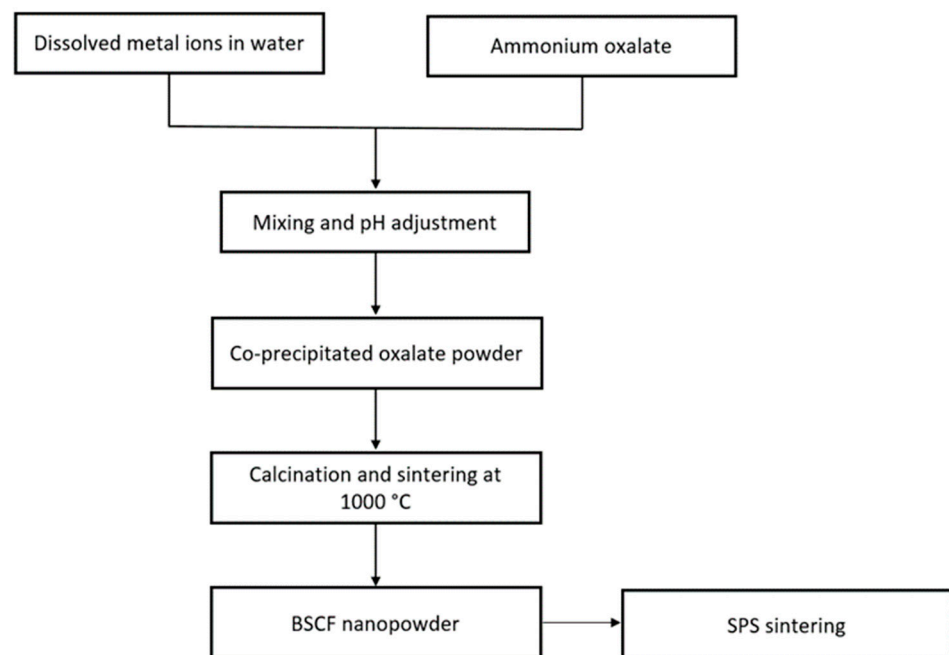 Dissolved metal ions in water
Ammonium oxalate
Mixing and pH adjustment
Co-precipitated oxalate powder
Calcination and sintering at
1000 °C
BSCF nanopowder
SPS sintering